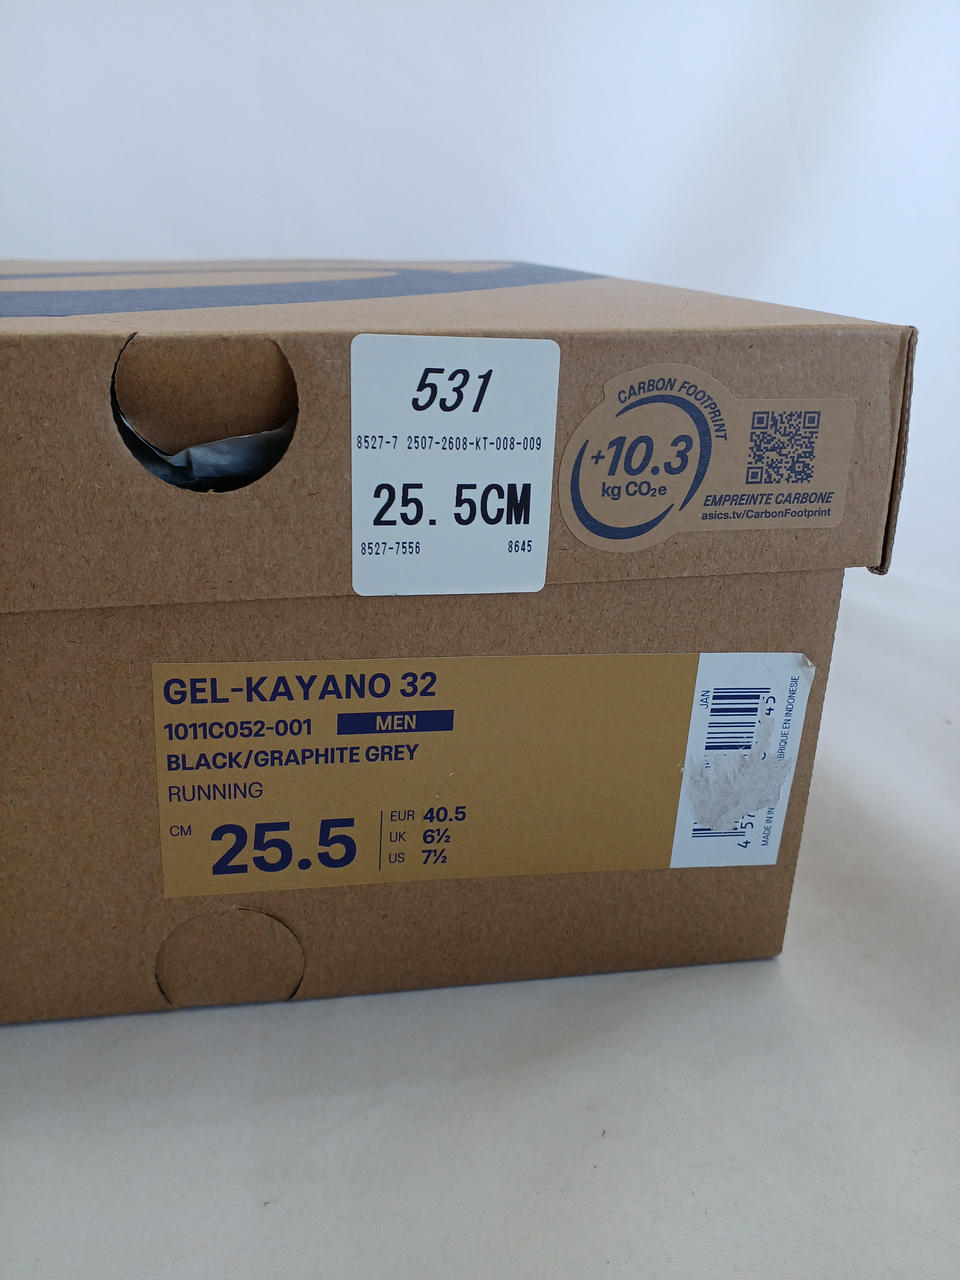 531
8527-7 2507-2608-KT-008-009
25.5CM
8527-7556 8645
CARBON FOOTPRINT
+10.3
kg CO₂e
EMPREINTE CARBONE
asics.tv/CarbonFootprint
GEL-KAYANO 32
1011C052-001 MEN
BLACK/GRAPHITE GREY
RUNNING
CM 25.5
EUR 40.5
UK 6½
US 7½
JAN
MADE IN
EN INDONESIE